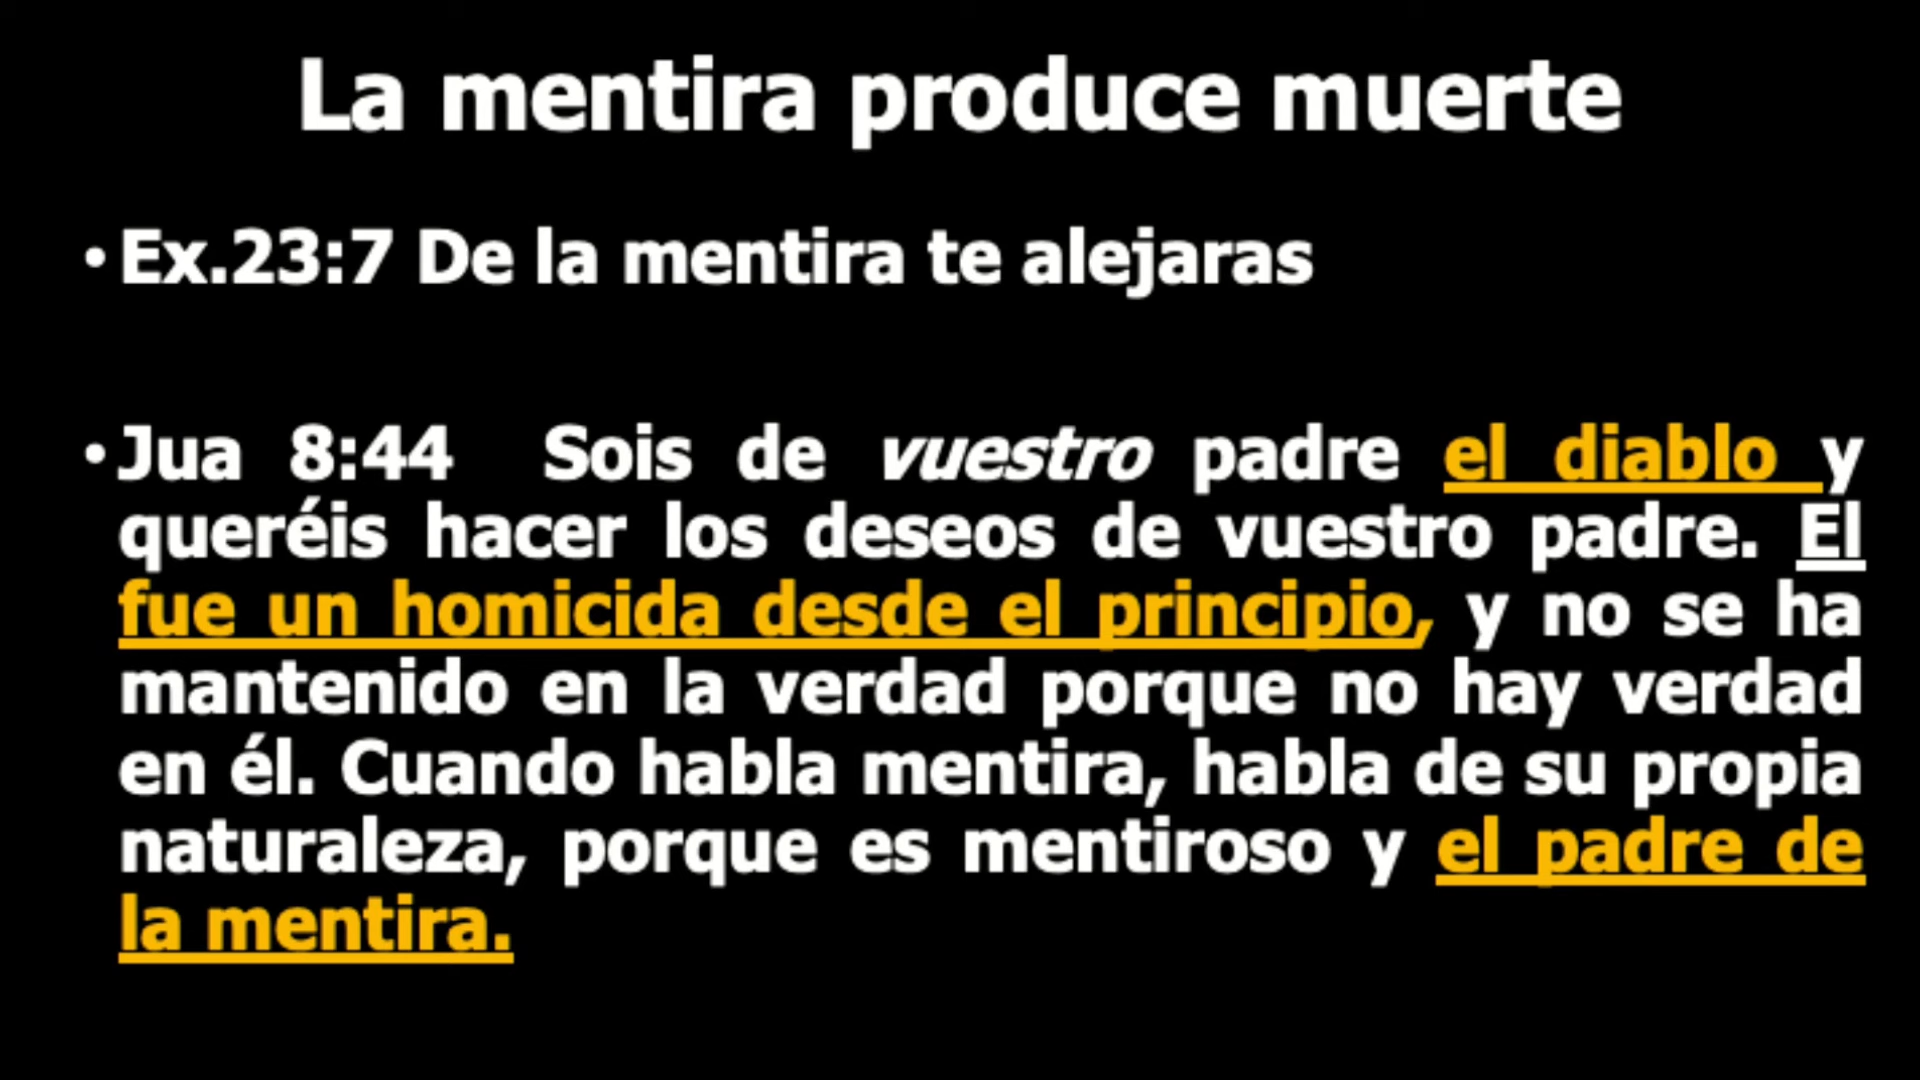 La mentira produce muerte
• Ex.23:7 De la mentira te alejaras
• Jua 8:44 Sois de vuestro padre el diablo y
queréis hacer los deseos de vuestro padre. El
fue un homicida desde el principio, y no se ha
mantenido en la verdad porque no hay verdad
en él. Cuando habla mentira, habla de su propia
naturaleza, porque es mentiroso y el padre de
la mentira.